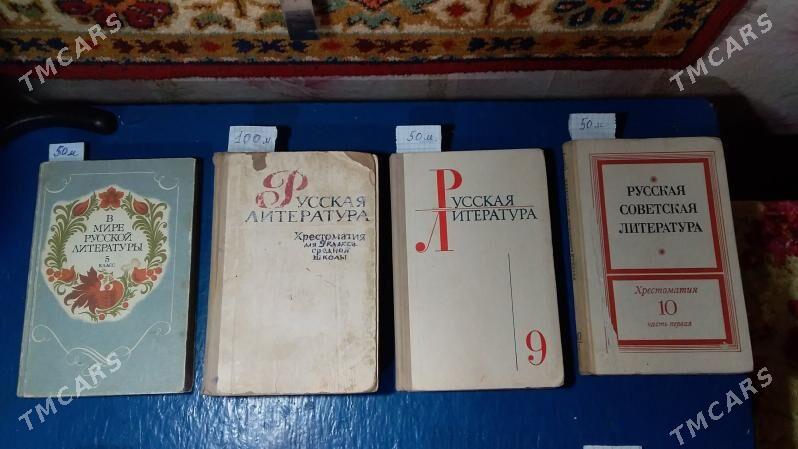 50м
В
МИРЕ
РУССКОЙ
ЛИТЕРАТУРЫ
5
КЛАСС
100м
РУССКАЯ
ЛИТЕРАТУРА
Хрестоматия
для 9 класса
средней
школы
50м
РУССКАЯ
ЛИТЕРАТУРА
9
50м
РУССКАЯ
СОВЕТСКАЯ
ЛИТЕРАТУРА
Хрестоматия
10
часть первая
TMCARS
TMCARS
TMCARS
TMCARS
TMCARS